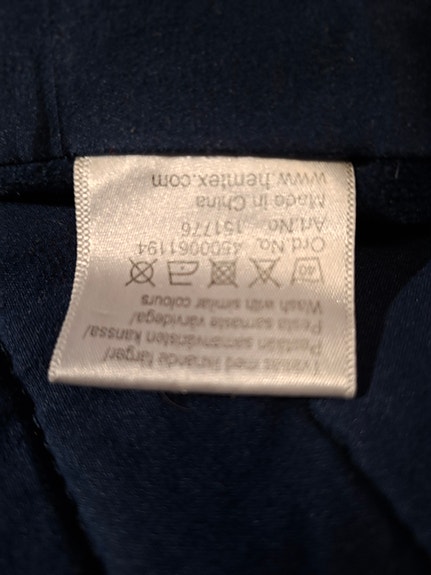 Tvättas med liknande färger/
Pestään samanväristen kanssa/
Pesta samaste värvidega/
Wash with similar colours
40
Ord.No. 4500061194
Art.No. 151776
Made in China
www.hemtex.com